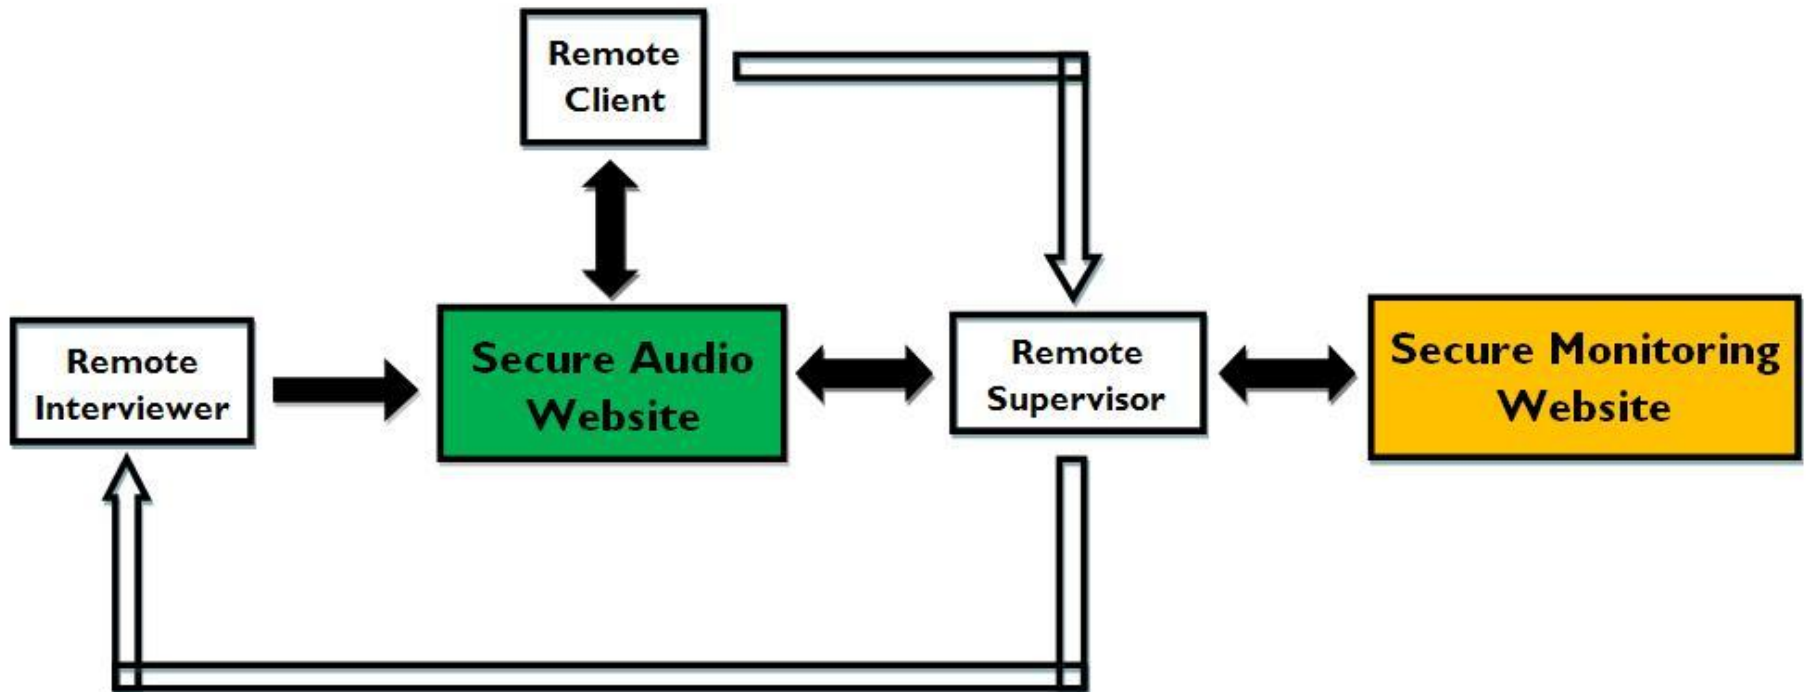 Remote
Client
Remote
Interviewer
Secure Audio
Website
Remote
Supervisor
Secure Monitoring
Website